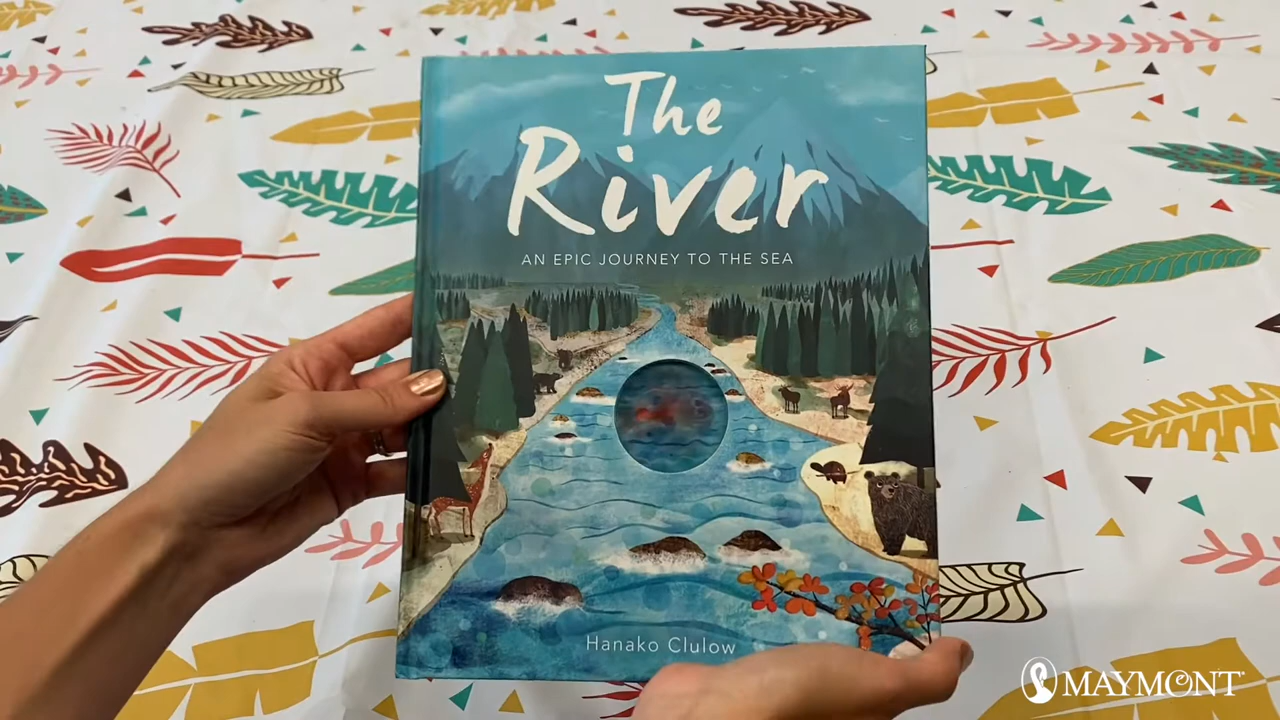 The
River
AN EPIC JOURNEY TO THE SEA
Hanako Clulow
MAYMONT